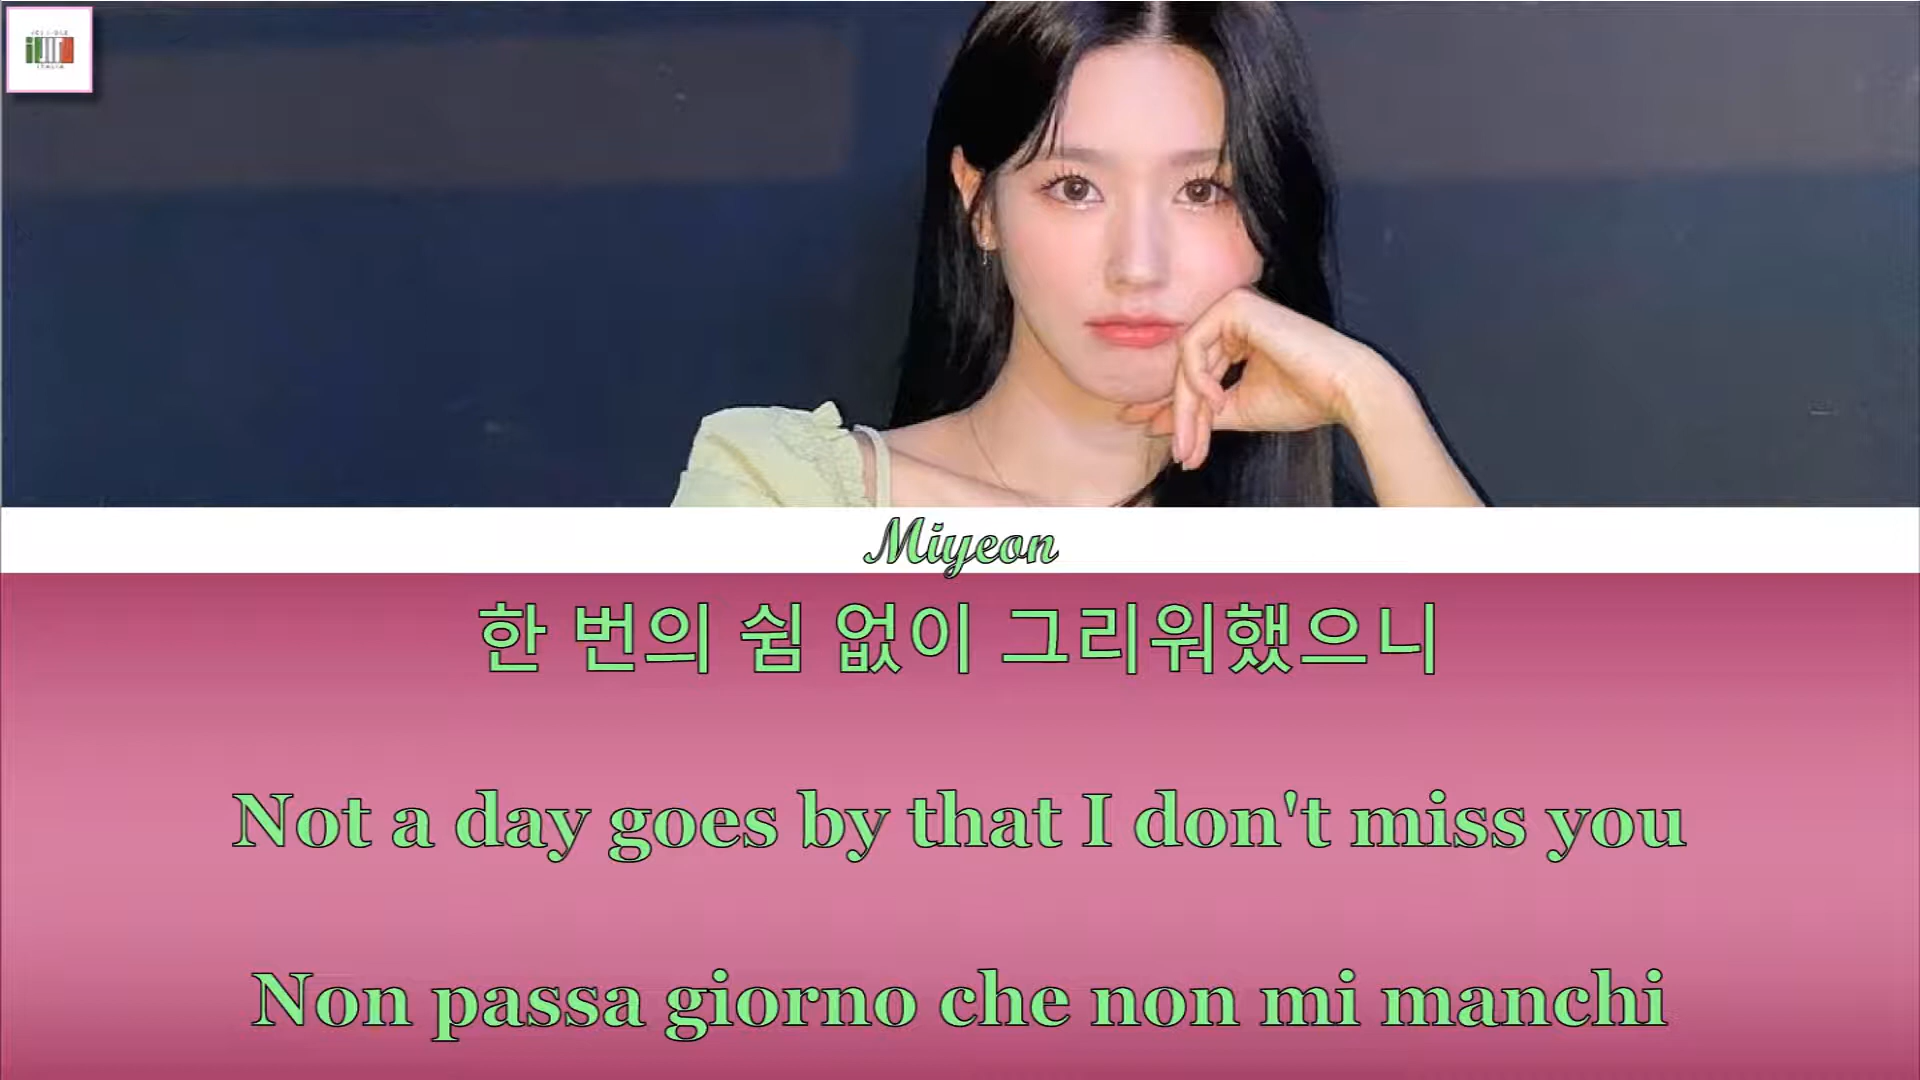 Miyeon
한 번의 쉼 없이 그리워했으니
Not a day goes by that I don't miss you
Non passa giorno che non mi manchi